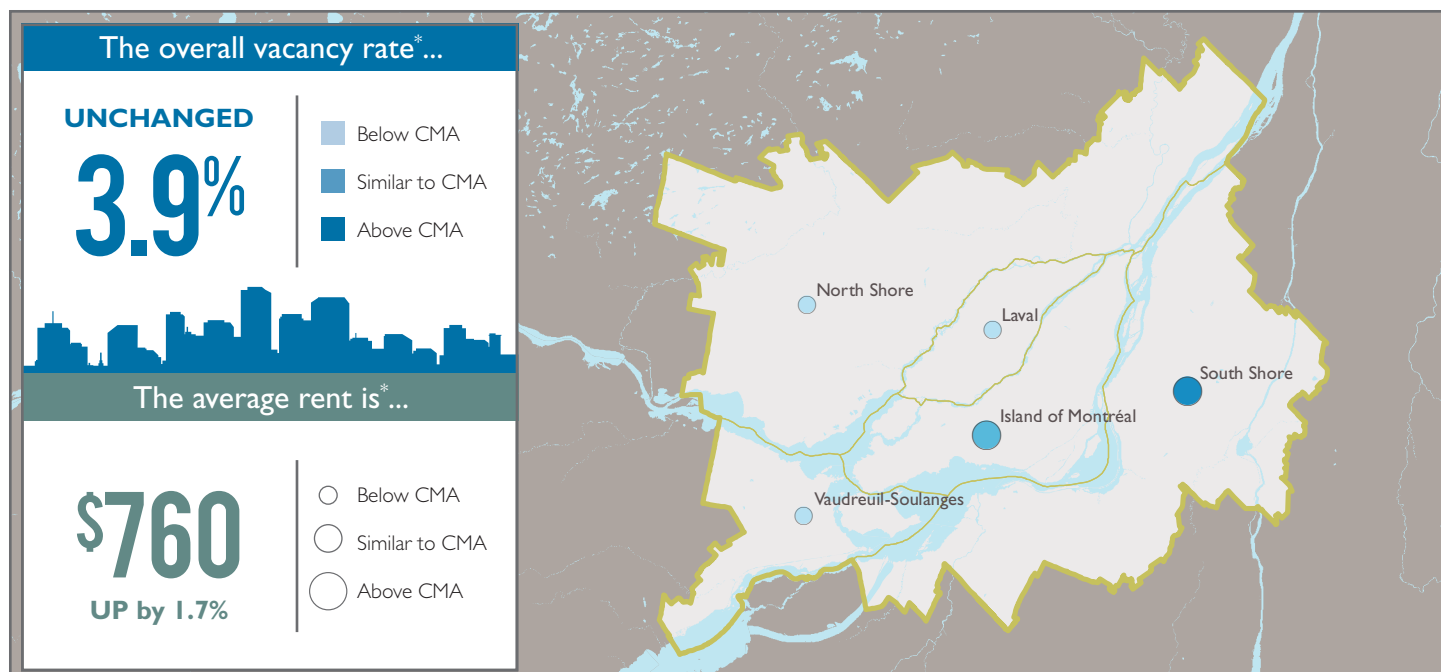 The overall vacancy rate*...
UNCHANGED
3.9%
Below CMA
Similar to CMA
Above CMA
The average rent is*...
$760
UP by 1.7%
Below CMA
Similar to CMA
Above CMA
North Shore
Laval
South Shore
Island of Montréal
Vaudreuil-Soulanges